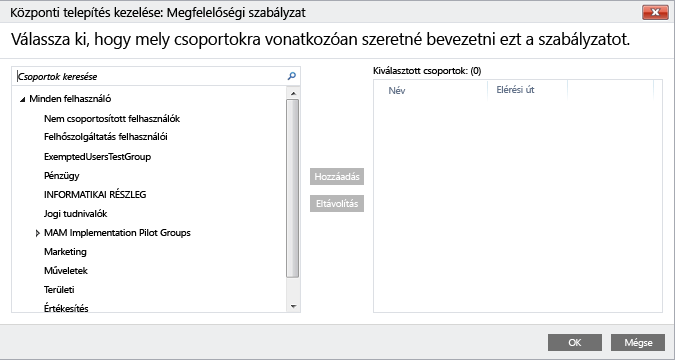 Központi telepítés kezelése: Megfelelőségi szabályzat
Válassza ki, hogy mely csoportokra vonatkozóan szeretné bevezetni ezt a szabályzatot.
Csoportok keresése
Kiválasztott csoportok: (0)
Név Elérési út
Minden felhasználó
Nem csoportosított felhasználók
Felhőszolgáltatás felhasználói
ExemptedUsersTestGroup
Pénzügy
INFORMATIKAI RÉSZLEG
Jogi tudnivalók
MAM Implementation Pilot Groups
Marketing
Műveletek
Területi
Értékesítés
Hozzáadás
Eltávolítás
OK Mégse